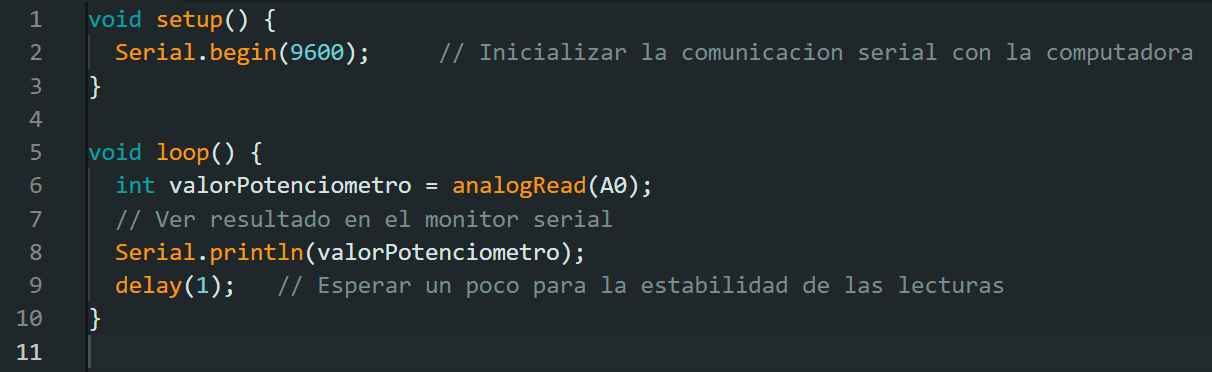 1 void setup() {
2 Serial.begin(9600); // Inicializar la comunicacion serial con la computadora
3 }
4
5 void loop() {
6 int valorPotenciometro = analogRead(A0);
7 // Ver resultado en el monitor serial
8 Serial.println(valorPotenciometro);
9 delay(1); // Esperar un poco para la estabilidad de las lecturas
10 }
11